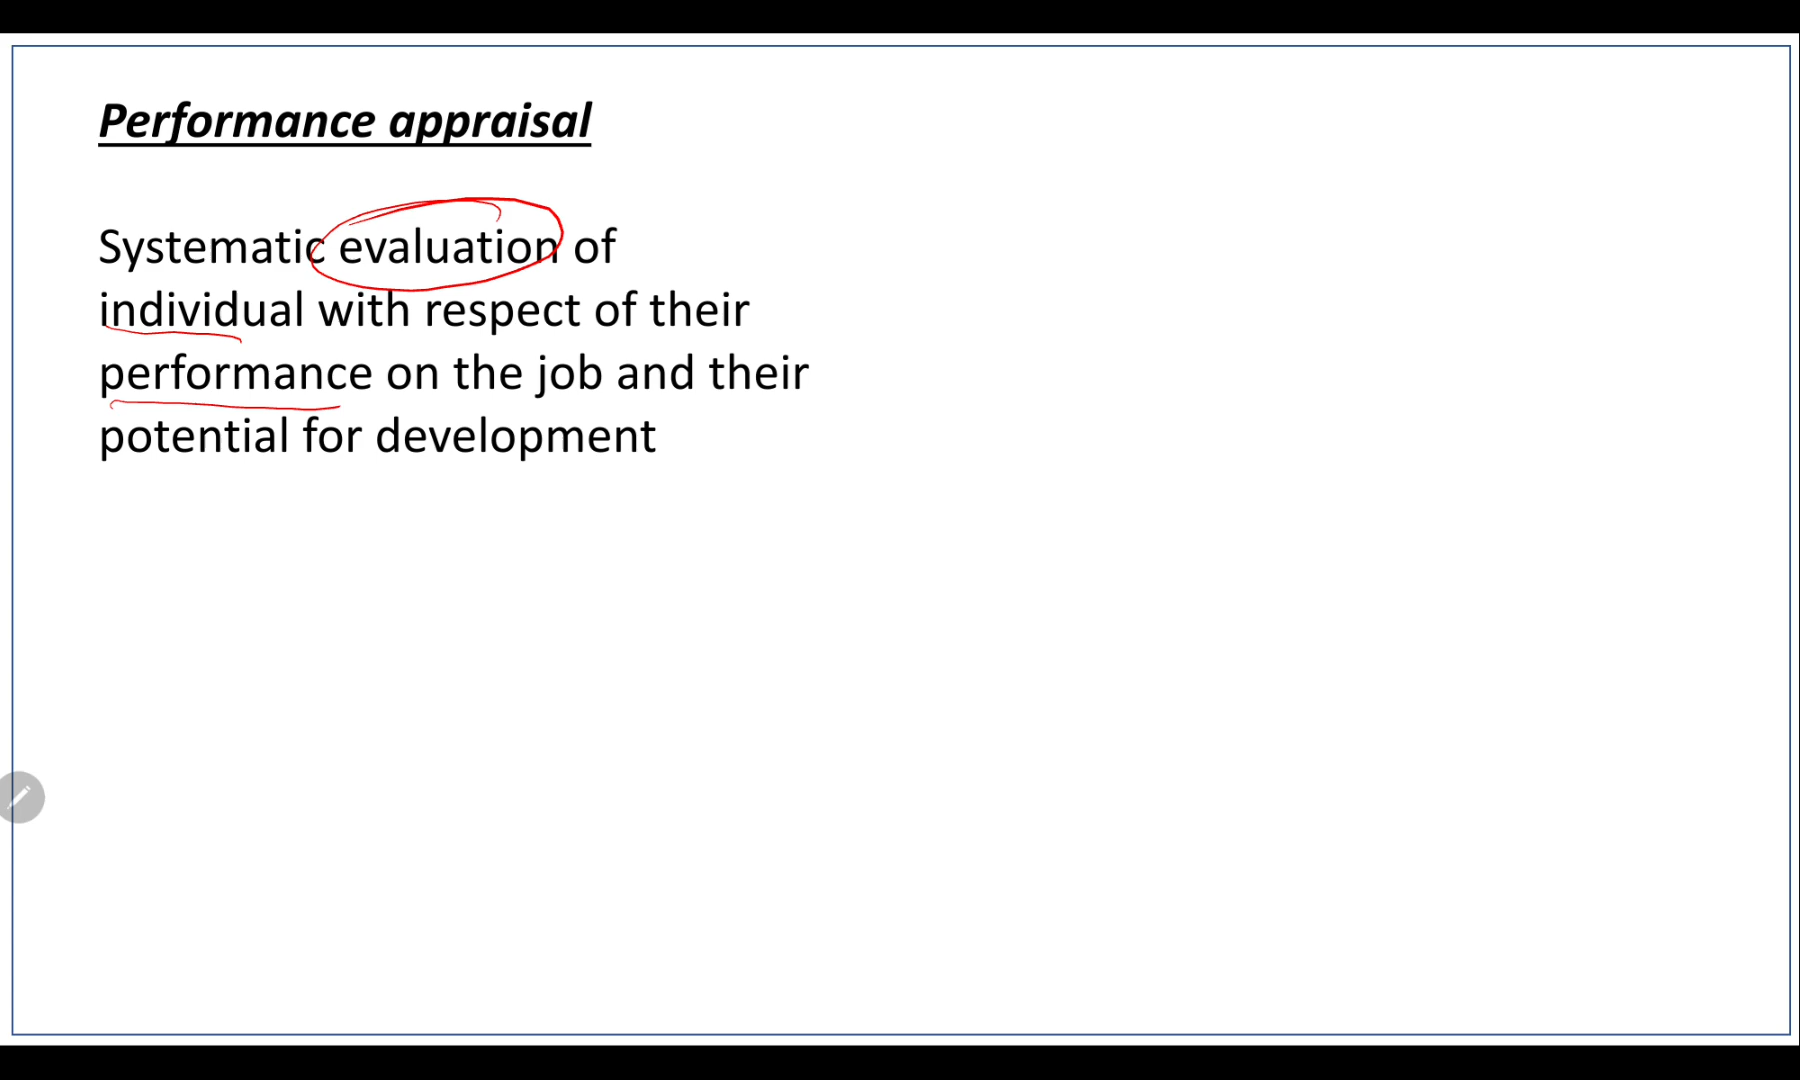 Performance appraisal
Systematic evaluation of
individual with respect of their
performance on the job and their
potential for development